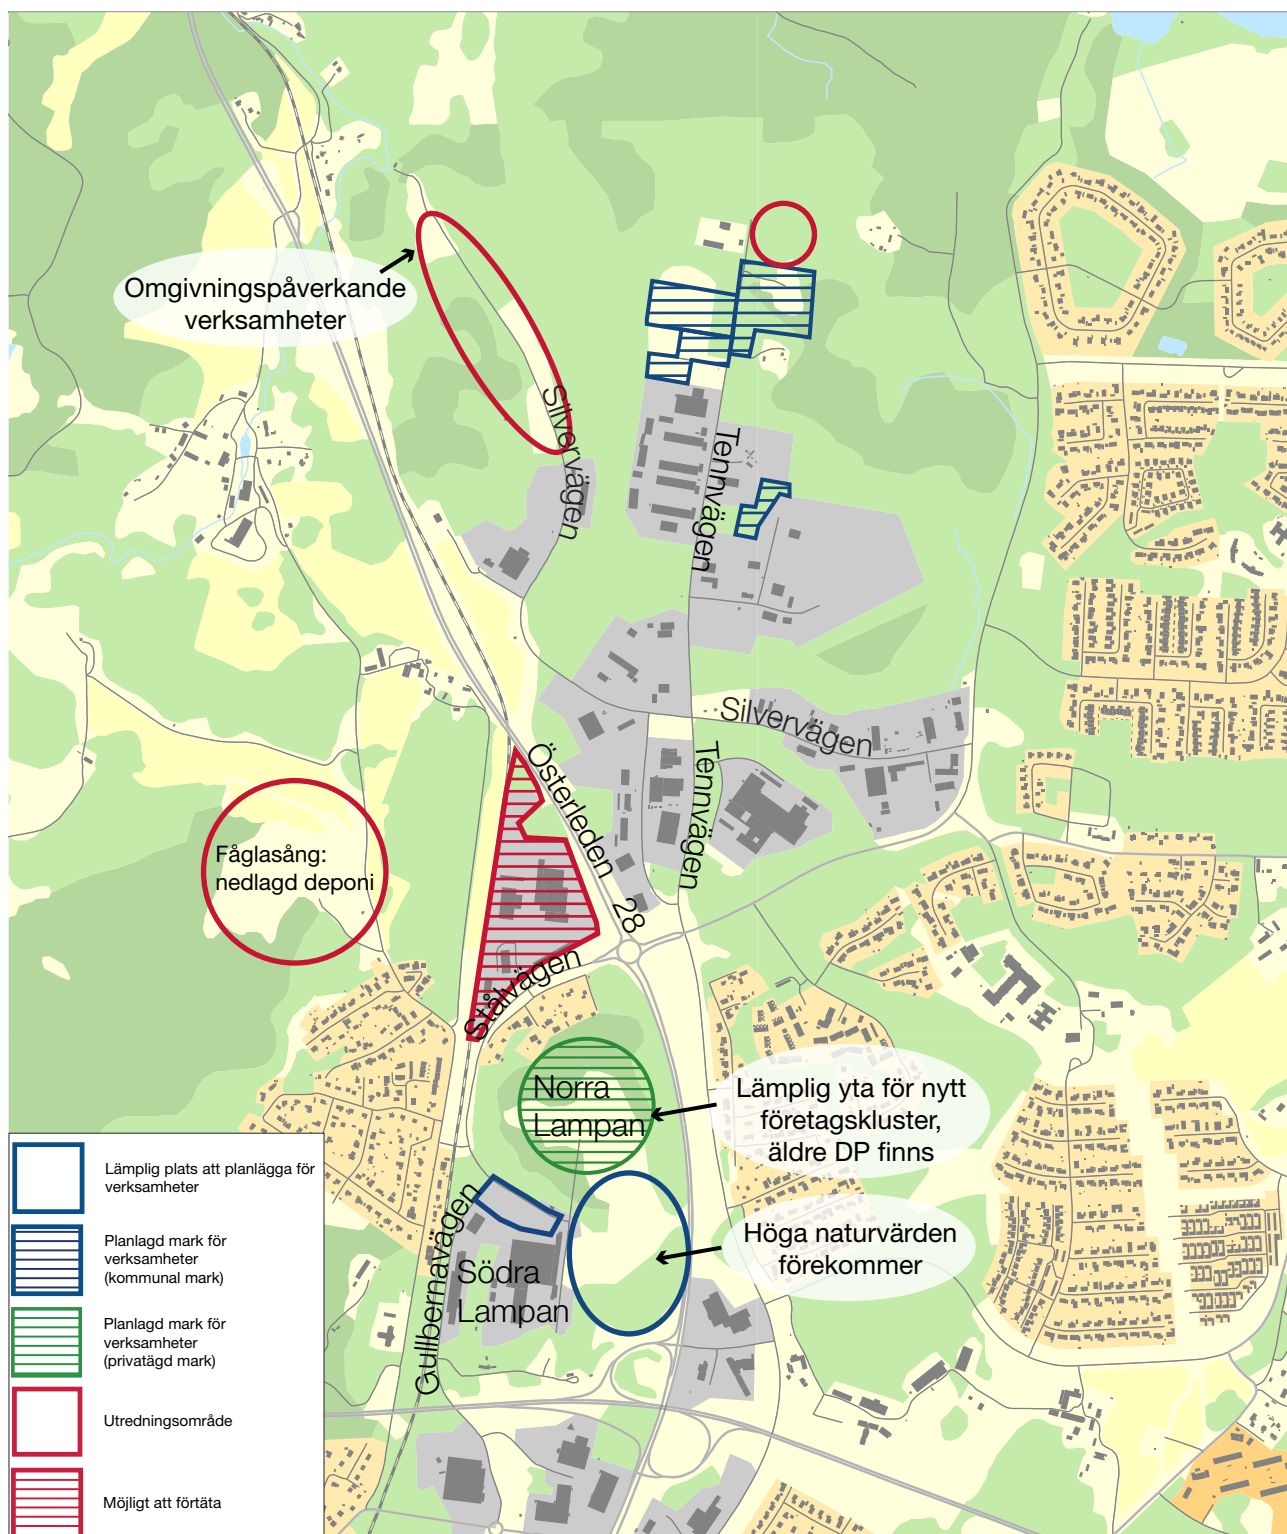 Omgivningspåverkande
verksamheter
Silvervägen
Tennvägen
Silvervägen
Tennvägen
Österleden
28
Fåglasång:
nedlagd deponi
Stålvägen
Norra
Lampan
Lämplig yta för nytt
företagskluster,
äldre DP finns
Höga naturvärden
förekommer
Gullbernavägen
Södra
Lampan
Lämplig plats att planlägga för
verksamheter
Planlagd mark för
verksamheter
(kommunal mark)
Planlagd mark för
verksamheter
(privatägd mark)
Utredningsområde
Möjligt att förtäta